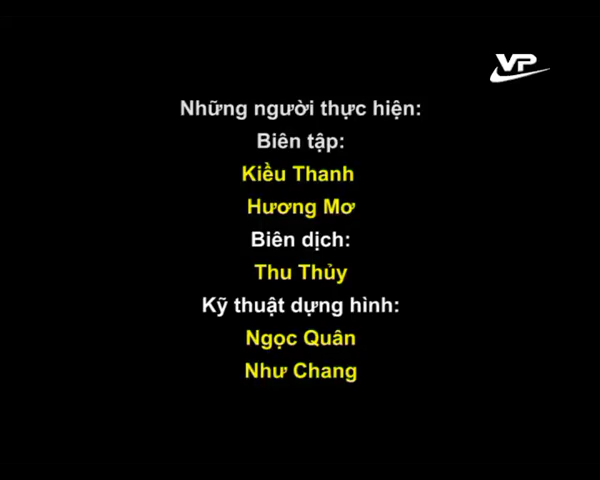 VP
Những người thực hiện:
Biên tập:
Kiều Thanh
Hương Mơ
Biên dịch:
Thu Thủy
Kỹ thuật dựng hình:
Ngọc Quân
Như Chang